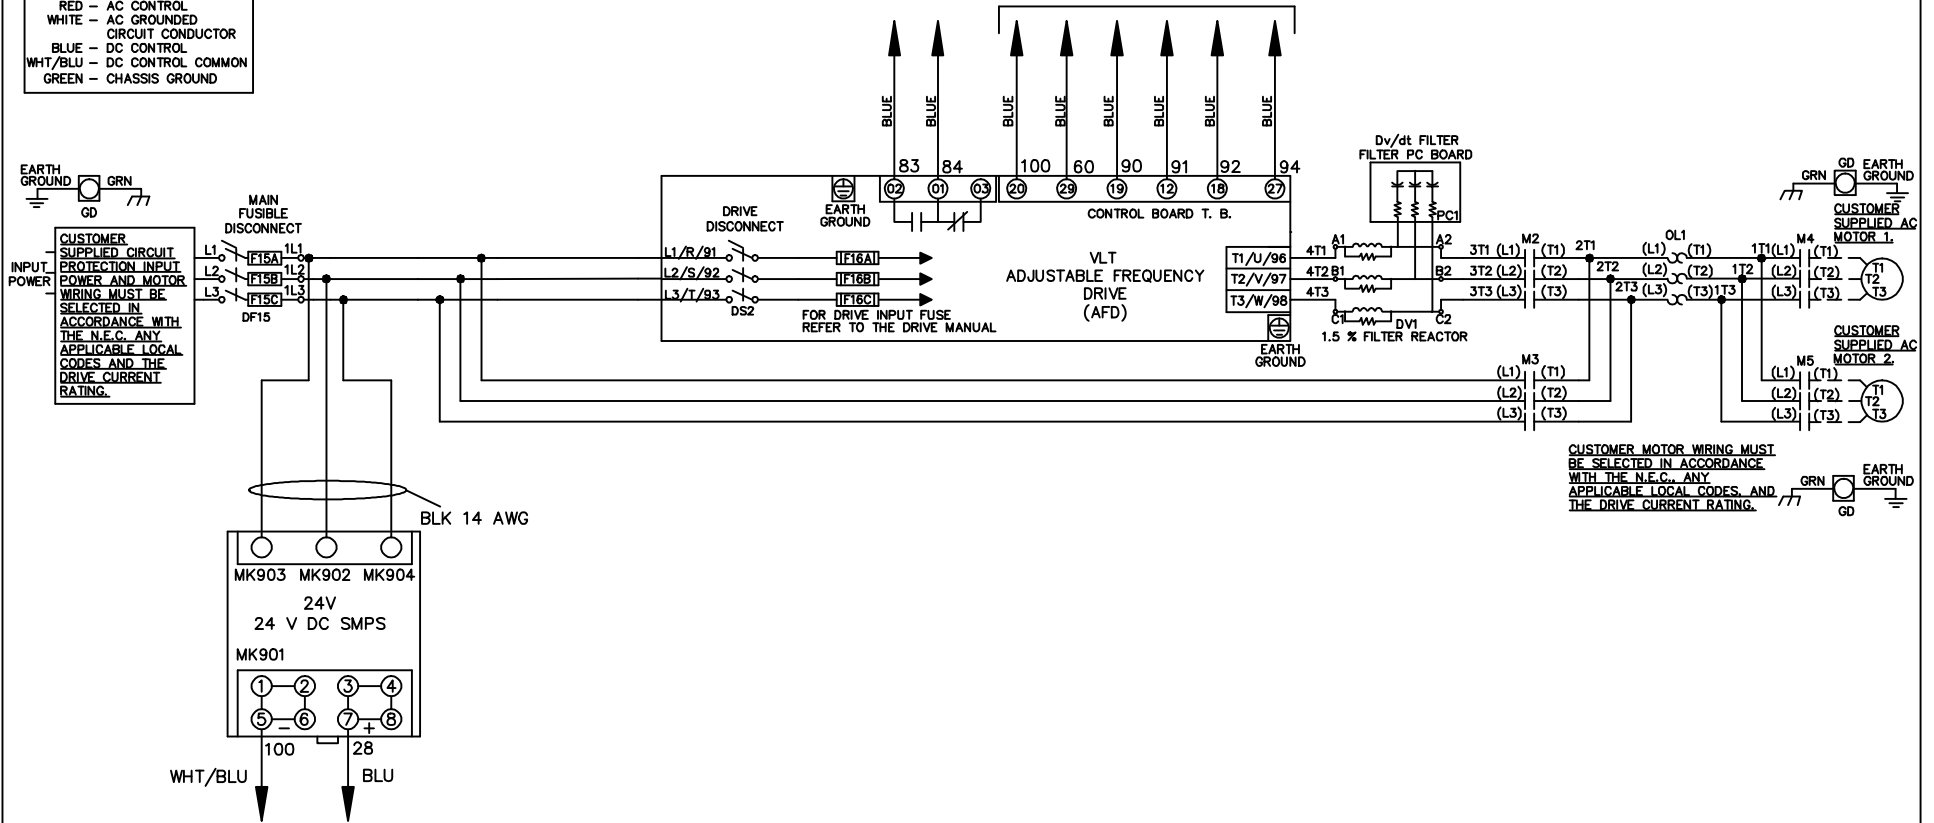 RED – AC CONTROL
WHITE – AC GROUNDED
CIRCUIT CONDUCTOR
BLUE – DC CONTROL
WHT/BLU – DC CONTROL COMMON
GREEN – CHASSIS GROUND
BLUE BLUE BLUE BLUE BLUE BLUE BLUE BLUE
83 84 100 60 90 91 92 94
02 01 03 20 29 19 12 18 27
EARTH
GROUND
CONTROL BOARD T. B.
EARTH
GROUND
GRN
GD
MAIN
FUSIBLE
DISCONNECT
INPUT
POWER
CUSTOMER
SUPPLIED CIRCUIT
PROTECTION INPUT
POWER AND MOTOR
WIRING MUST BE
SELECTED IN
ACCORDANCE WITH
THE N.E.C. ANY
APPLICABLE LOCAL
CODES AND THE
DRIVE CURRENT
RATING.
L1 F15A 1L1
L2 F15B 1L2
L3 F15C 1L3
DF15
DRIVE
DISCONNECT
L1/R/91
L2/S/92
L3/T/93
DS2
F16A
F16B
F16C
FOR DRIVE INPUT FUSE
REFER TO THE DRIVE MANUAL
VLT
ADJUSTABLE FREQUENCY
DRIVE
(AFD)
T1/U/96
T2/V/97
T3/W/98
EARTH
GROUND
Dv/dt FILTER
FILTER PC BOARD
PC1
4T1 A1 A2
4T2 B1 B2
4T3 C1 C2
DV1
1.5 % FILTER REACTOR
M2
3T1 (L1) (T1) 2T1
3T2 (L2) (T2) 2T2
3T3 (L3) (T3) 2T3
OL1
(L1) (T1) 1T1
(L2) (T2) 1T2
(L3) (T3) 1T3
M4
(L1) (T1)
(L2) (T2)
(L3) (T3)
T1
T2
T3
GD
GRN
EARTH
GROUND
CUSTOMER
SUPPLIED AC
MOTOR 1.
M3
(L1) (T1)
(L2) (T2)
(L3) (T3)
CUSTOMER
SUPPLIED AC
MOTOR 2.
M5
(L1) (T1)
(L2) (T2)
(L3) (T3)
T1
T2
T3
CUSTOMER MOTOR WIRING MUST
BE SELECTED IN ACCORDANCE
WITH THE N.E.C., ANY
APPLICABLE LOCAL CODES, AND
THE DRIVE CURRENT RATING.
GRN
GD
EARTH
GROUND
BLK 14 AWG
MK903 MK902 MK904
24V
24 V DC SMPS
MK901
1 2 3 4
5 – 6 7 + 8
100 28
WHT/BLU BLU